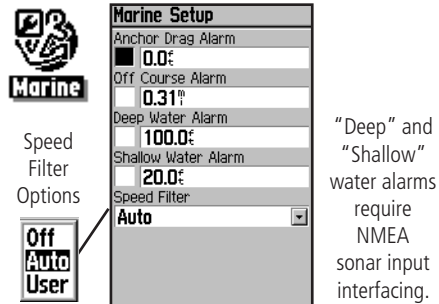 Marine
Speed
Filter
Options
Off
Auto
User
Marine Setup
Anchor Drag Alarm
0.0ft
Off Course Alarm
0.31mi
Deep Water Alarm
100.0ft
Shallow Water Alarm
20.0ft
Speed Filter
Auto
“Deep” and
“Shallow”
water alarms
require
NMEA
sonar input
interfacing.